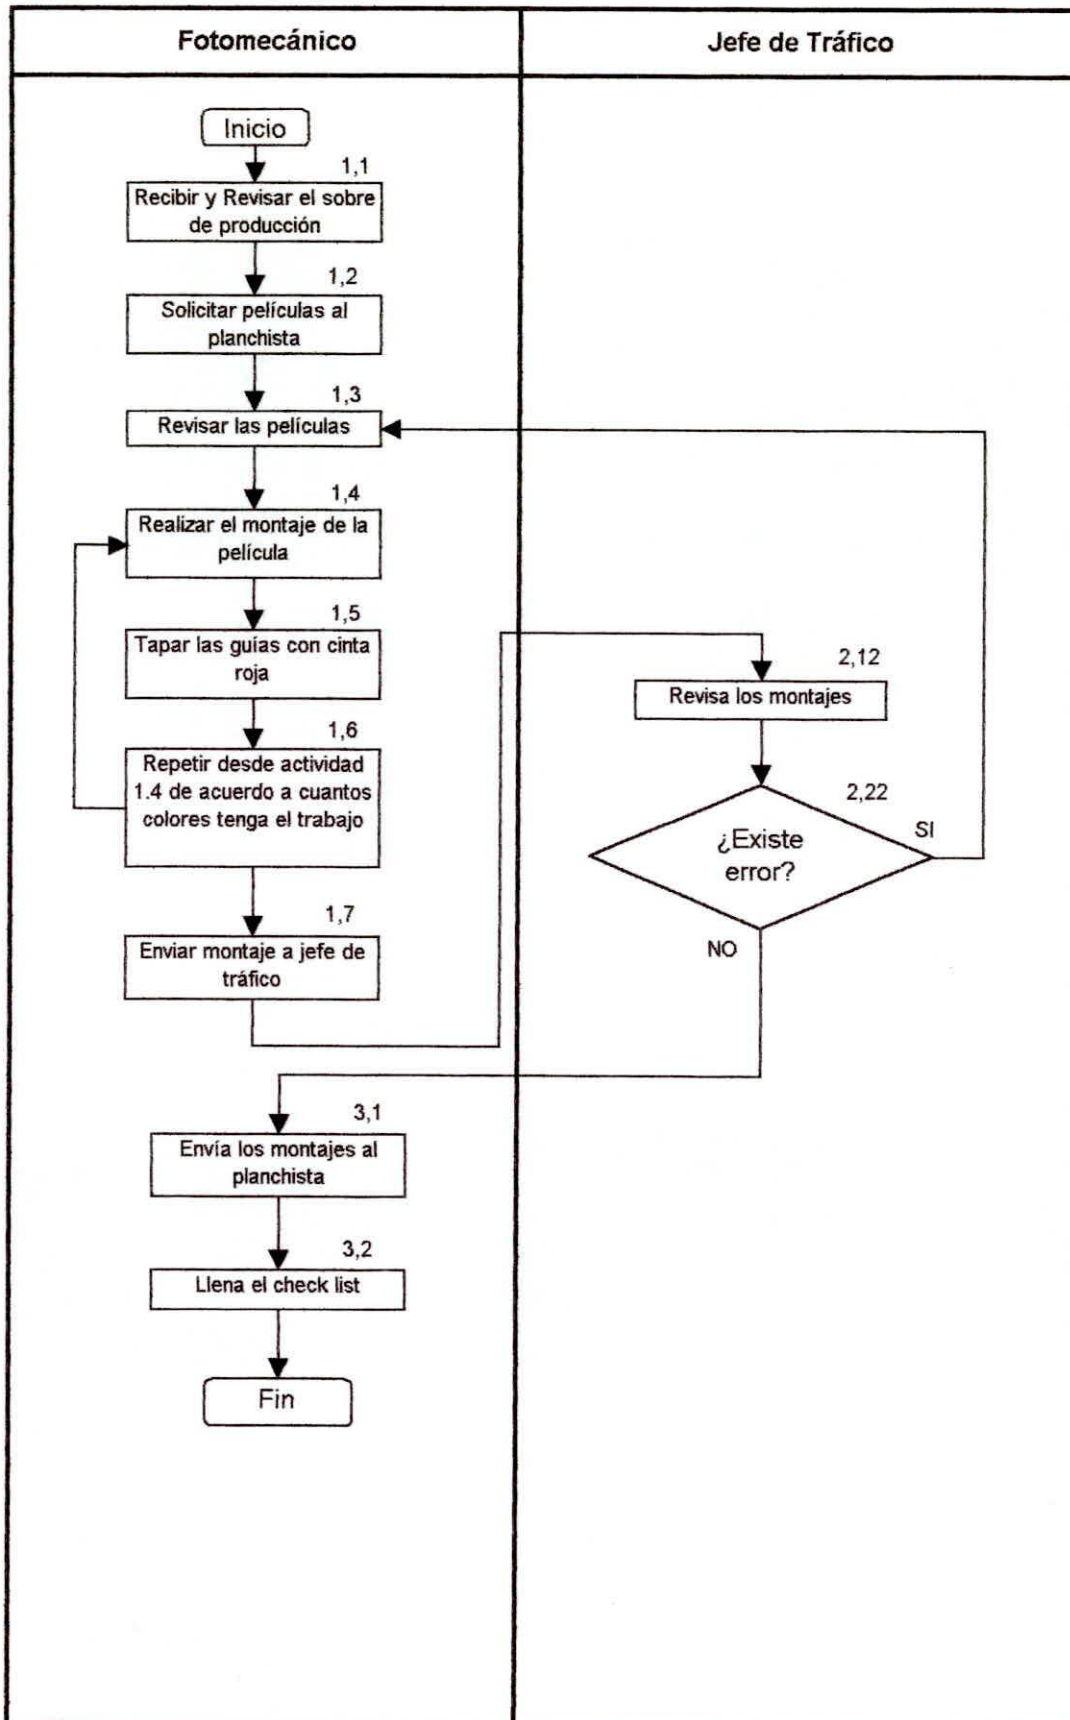 Fotomecánico
Jefe de Tráfico
Inicio
1,1
Recibir y Revisar el sobre
de producción
1,2
Solicitar películas al
planchista
1,3
Revisar las películas
1,4
Realizar el montaje de la
película
1,5
Tapar las guías con cinta
roja
1,6
Repetir desde actividad
1.4 de acuerdo a cuantos
colores tenga el trabajo
1,7
Enviar montaje a jefe de
tráfico
2,12
Revisa los montajes
2,22
¿Existe
error?
SI
NO
3,1
Envía los montajes al
planchista
3,2
Llena el check list
Fin